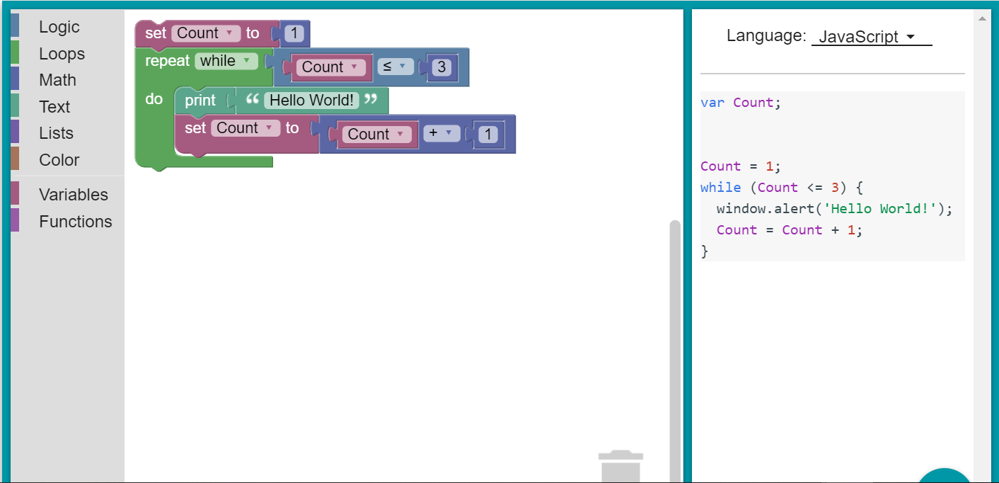 Logic
Loops
Math
Text
Lists
Color
Variables
Functions
set Count to 1
repeat while Count ≤ 3
do print “ Hello World! ”
set Count to Count + 1
Language: JavaScript
var Count;
Count = 1;
while (Count <= 3) {
  window.alert('Hello World!');
  Count = Count + 1;
}